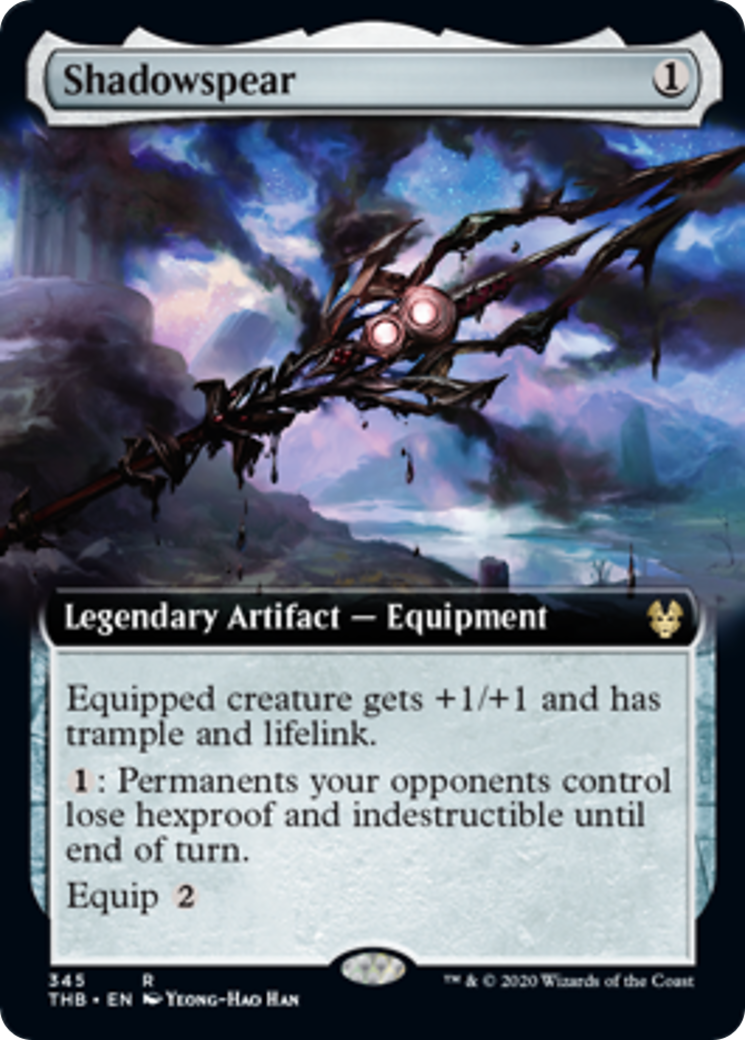 Shadowspear 1
Legendary Artifact — Equipment
Equipped creature gets +1/+1 and has
trample and lifelink.
1: Permanents your opponents control
lose hexproof and indestructible until
end of turn.
Equip 2
345 R
THB • EN Yeong-Hao Han
™ & © 2020 Wizards of the Coast